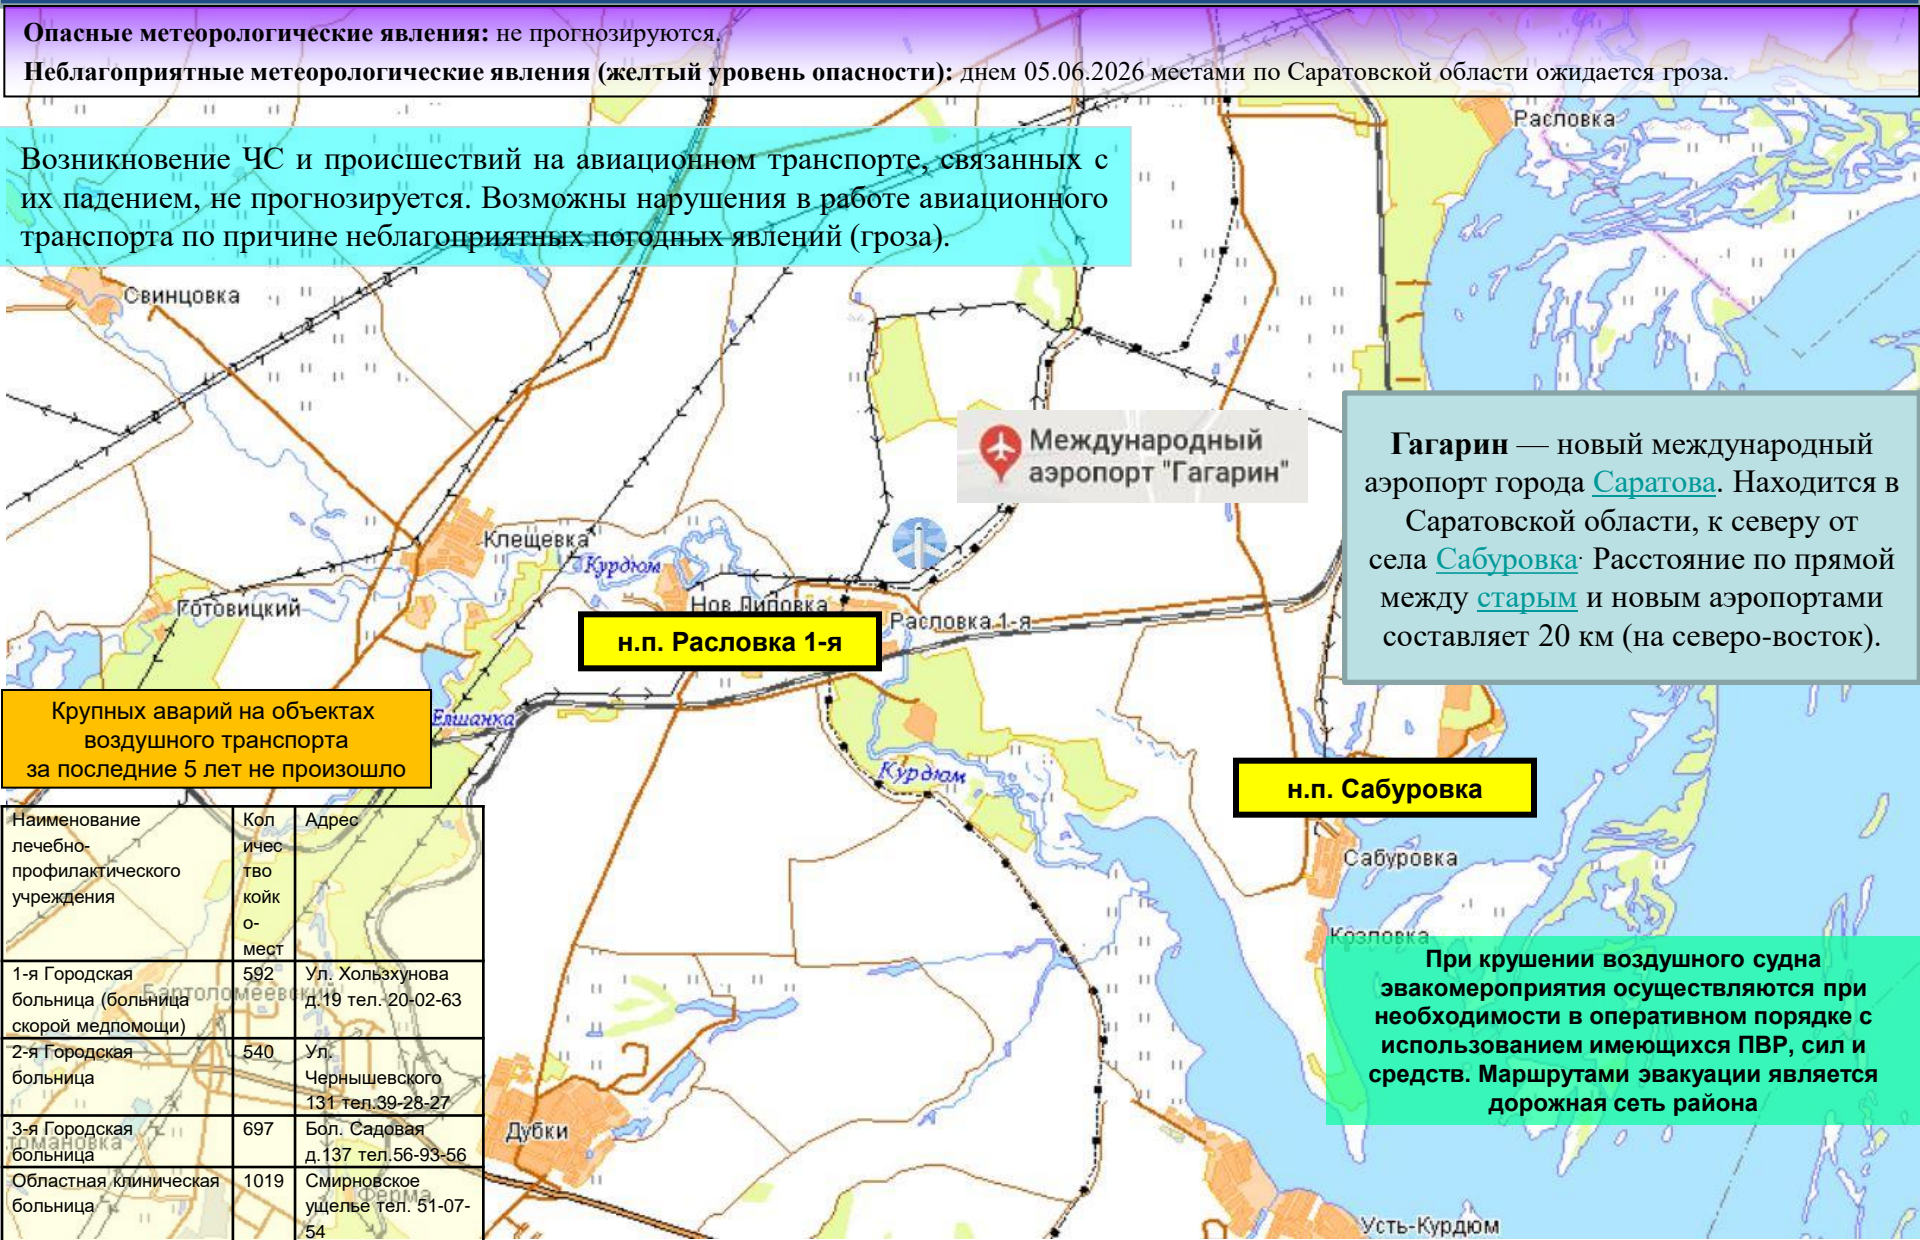 Опасные метеорологические явления: не прогнозируются.
Неблагоприятные метеорологические явления (желтый уровень опасности): днем 05.06.2026 местами по Саратовской области ожидается гроза.
Расловка
Возникновение ЧС и происшествий на авиационном транспорте, связанных с
их падением, не прогнозируется. Возможны нарушения в работе авиационного
транспорта по причине неблагоприятных погодных явлений (гроза).
Свинцовка
Международный
аэропорт "Гагарин"
Гагарин — новый международный
аэропорт города Саратова. Находится в
Саратовской области, к северу от
села Сабуровка. Расстояние по прямой
между старым и новым аэропортами
составляет 20 км (на северо-восток).
Клещевка
Курдюм
Готовицкий
Нов.Липовка
Расловка 1-я
н.п. Расловка 1-я
Елшанка
Крупных аварий на объектах
воздушного транспорта
за последние 5 лет не произошло
Курдюм
н.п. Сабуровка
Сабуровка
Козловка
Наименование
лечебно-
профилактического
учреждения
Кол
ичес
тво
койк
о-
мест
Адрес
1-я Городская
больница (больница
скорой медпомощи)
592
Ул. Хользхунова
д.19 тел. 20-02-63
2-я Городская
больница
540
Ул.
Чернышевского
131 тел.39-28-27
3-я Городская
больница
697
Бол. Садовая
д.137 тел.56-93-56
Областная клиническая
больница
1019
Смирновское
ущелье тел. 51-07-
54
Ферма
Дубки
При крушении воздушного судна
эвакомероприятия осуществляются при
необходимости в оперативном порядке с
использованием имеющихся ПВР, сил и
средств. Маршрутами эвакуации является
дорожная сеть района
Усть-Курдюм